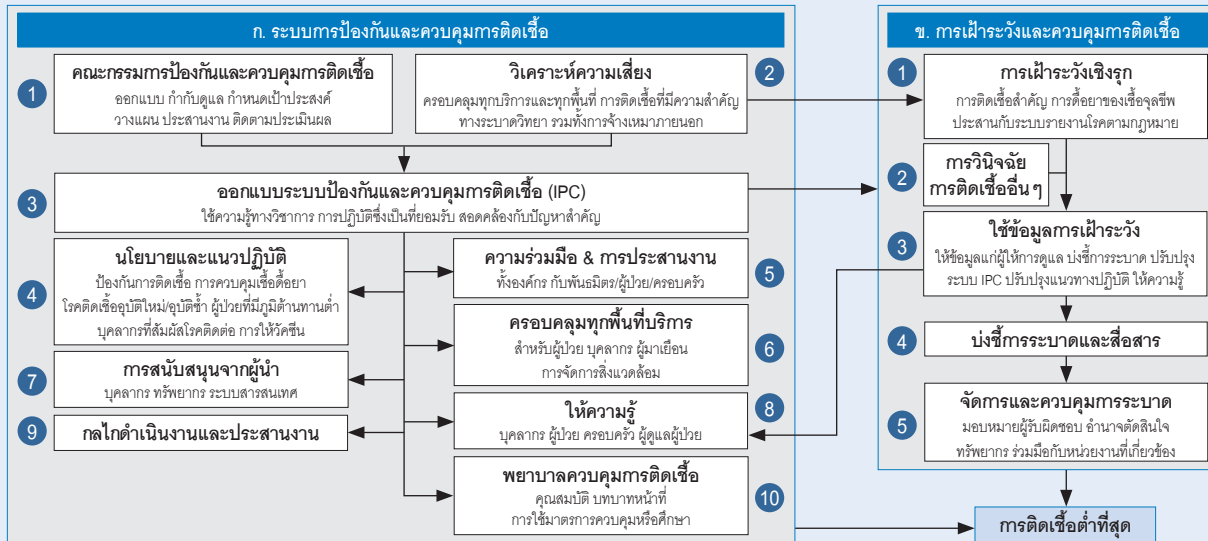 ก. ระบบการป้องกันและควบคุมการติดเชื้อ
1
คณะกรรมการป้องกันและควบคุมการติดเชื้อ
ออกแบบ กำกับดูแล กำหนดเป้าประสงค์
วางแผน ประสานงาน ติดตามประเมินผล
2
วิเคราะห์ความเสี่ยง
ครอบคลุมทุกบริการและทุกพื้นที่ การติดเชื้อที่มีความสำคัญ
ทางระบาดวิทยา รวมทั้งการจ้างเหมาภายนอก
3
ออกแบบระบบป้องกันและควบคุมการติดเชื้อ (IPC)
ใช้ความรู้ทางวิชาการ การปฏิบัติซึ่งเป็นที่ยอมรับ สอดคล้องกับปัญหาสำคัญ
4
นโยบายและแนวปฏิบัติ
ป้องกันการติดเชื้อ การควบคุมเชื้อดื้อยา
โรคติดเชื้ออุบัติใหม่/อุบัติซ้ำ ผู้ป่วยที่มีภูมิต้านทานต่ำ
บุคลากรที่สัมผัสโรคติดต่อ การให้วัคซีน
5
ความร่วมมือ & การประสานงาน
ทั้งองค์กร กับพันธมิตร/ผู้ป่วย/ครอบครัว
6
ครอบคลุมทุกพื้นที่บริการ
สำหรับผู้ป่วย บุคลากร ผู้มาเยือน
การจัดการสิ่งแวดล้อม
7
การสนับสนุนจากผู้นำ
บุคลากร ทรัพยากร ระบบสารสนเทศ
8
ให้ความรู้
บุคลากร ผู้ป่วย ครอบครัว ผู้ดูแลผู้ป่วย
9
กลไกดำเนินงานและประสานงาน
10
พยาบาลควบคุมการติดเชื้อ
คุณสมบัติ บทบาทหน้าที่
การใช้มาตรการควบคุมหรือศึกษา
ข. การเฝ้าระวังและควบคุมการติดเชื้อ
1
การเฝ้าระวังเชิงรุก
การติดเชื้อสำคัญ การดื้อยาของเชื้อจุลชีพ
ประสานกับระบบรายงานโรคตามกฎหมาย
2
การวินิจฉัย
การติดเชื้ออื่น ๆ
3
ใช้ข้อมูลการเฝ้าระวัง
ให้ข้อมูลแก่ผู้ให้การดูแล บ่งชี้การระบาด ปรับปรุง
ระบบ IPC ปรับปรุงแนวทางปฏิบัติ ให้ความรู้
4
บ่งชี้การระบาดและสื่อสาร
5
จัดการและควบคุมการระบาด
มอบหมายผู้รับผิดชอบ อำนาจตัดสินใจ
ทรัพยากร ร่วมมือกับหน่วยงานที่เกี่ยวข้อง
การติดเชื้อต่ำที่สุด